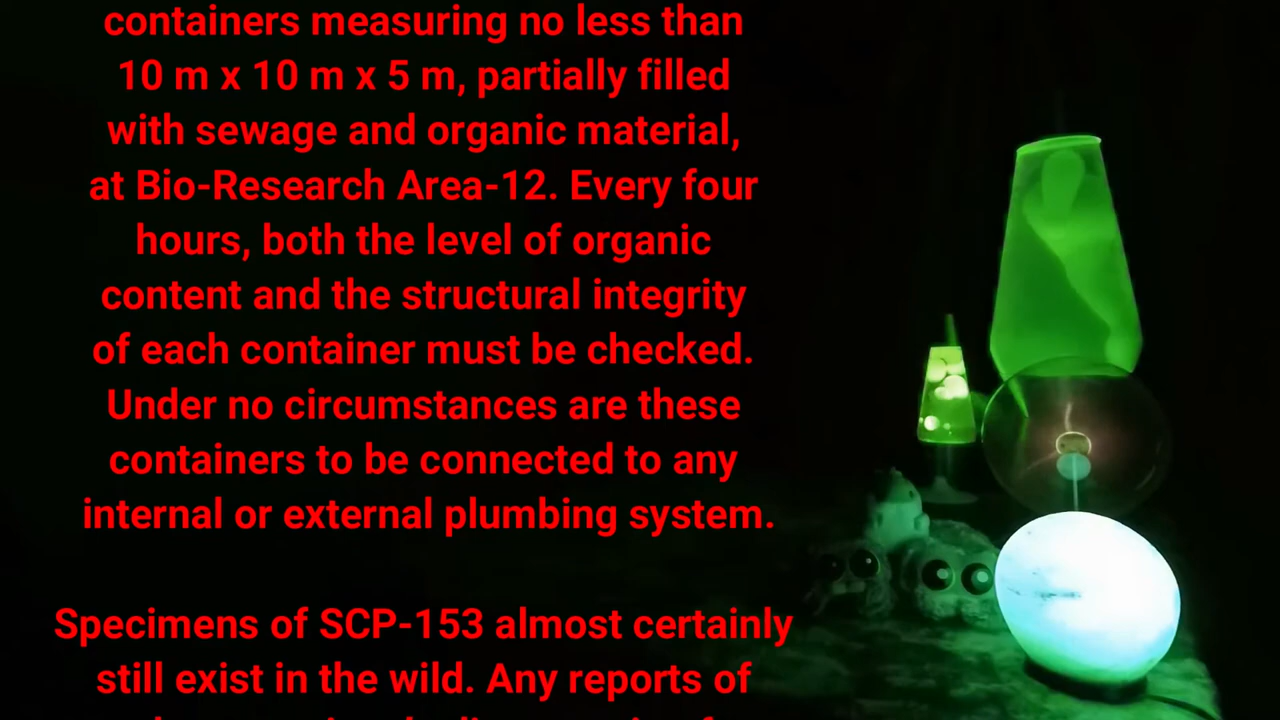 containers measuring no less than
10 m x 10 m x 5 m, partially filled
with sewage and organic material,
at Bio-Research Area-12. Every four
hours, both the level of organic
content and the structural integrity
of each container must be checked.
Under no circumstances are these
containers to be connected to any
internal or external plumbing system.
Specimens of SCP-153 almost certainly
still exist in the wild. Any reports of